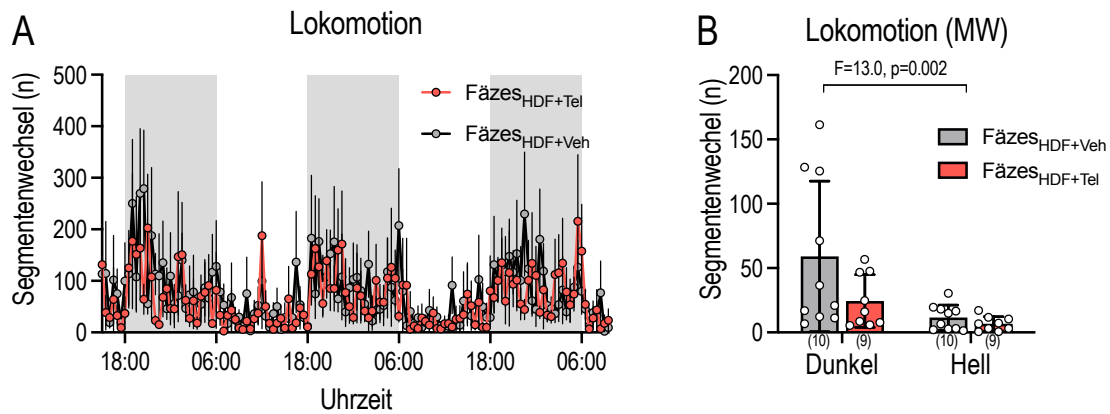 A
Lokomotion
Segmentenwechsel (n)
500
400
300
200
100
0
Fäzes HDF+Tel
Fäzes HDF+Veh
18:00 06:00 18:00 06:00 18:00 06:00
Uhrzeit
B
Lokomotion (MW)
F=13.0, p=0.002
Segmentenwechel (n)
200
150
100
50
0
Fäzes HDF+Veh
Fäzes HDF+Tel
(10) (9) (10) (9)
Dunkel Hell